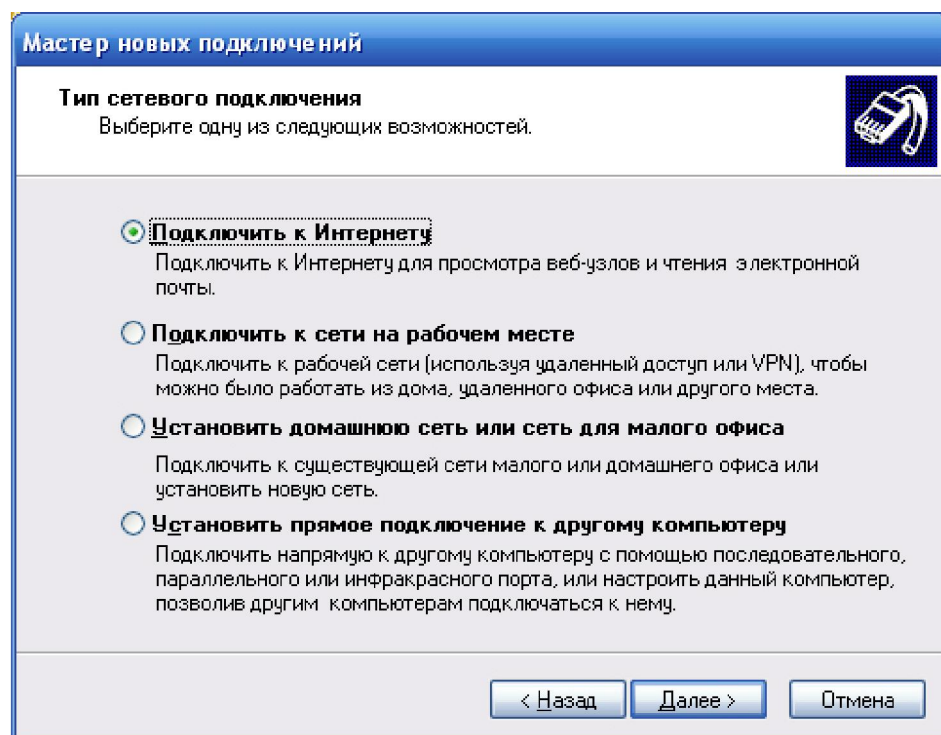 Мастер новых подключений
Тип сетевого подключения
Выберите одну из следующих возможностей.
Подключить к Интернету
Подключить к Интернету для просмотра веб-узлов и чтения электронной
почты.
Подключить к сети на рабочем месте
Подключить к рабочей сети (используя удаленный доступ или VPN), чтобы
можно было работать из дома, удаленного офиса или другого места.
Установить домашнюю сеть или сеть для малого офиса
Подключить к существующей сети малого или домашнего офиса или
установить новую сеть.
Установить прямое подключение к другому компьютеру
Подключить напрямую к другому компьютеру с помощью последовательного,
параллельного или инфракрасного порта, или настроить данный компьютер,
позволив другим компьютерам подключаться к нему.
< Назад Далее > Отмена